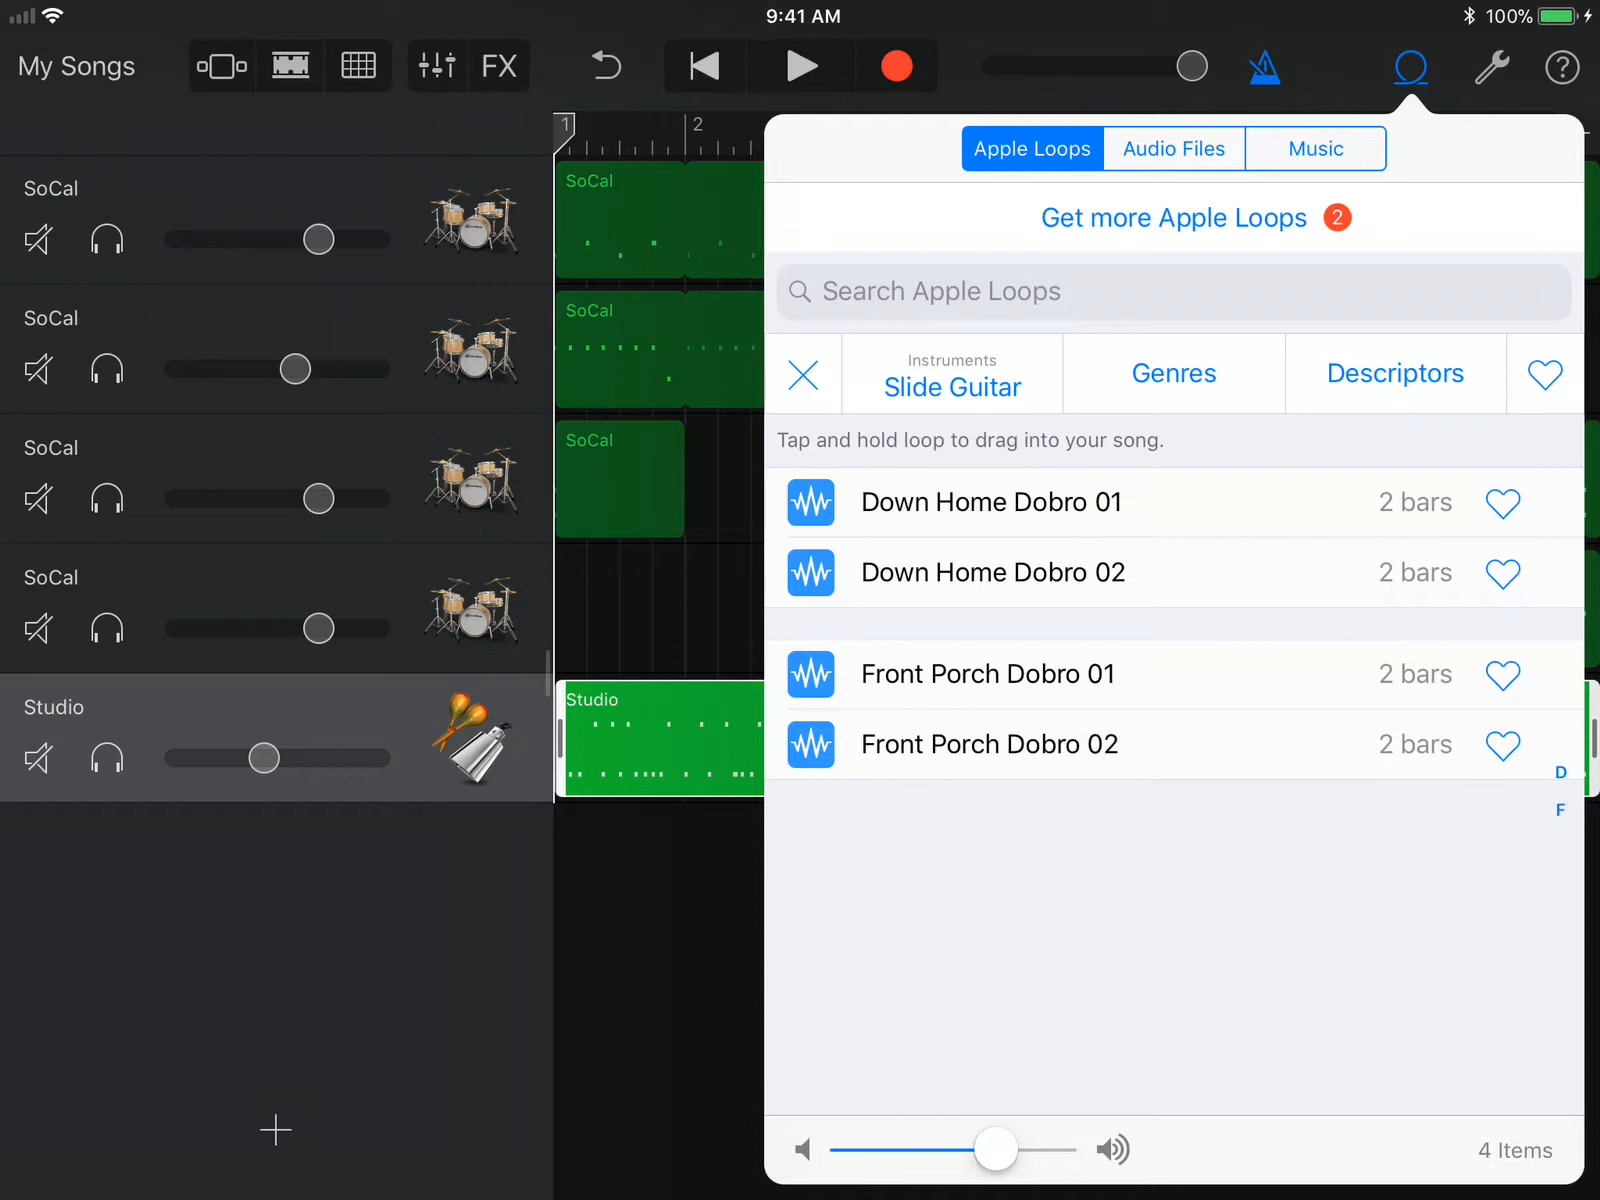 9:41 AM
100%
My Songs
FX
1
2
SoCal
SoCal
SoCal
SoCal
Studio
SoCal
SoCal
SoCal
Studio
Apple Loops
Audio Files
Music
Get more Apple Loops 2
Search Apple Loops
Instruments
Slide Guitar
Genres
Descriptors
Tap and hold loop to drag into your song.
Down Home Dobro 01 2 bars
Down Home Dobro 02 2 bars
Front Porch Dobro 01 2 bars
Front Porch Dobro 02 2 bars
D
F
4 Items